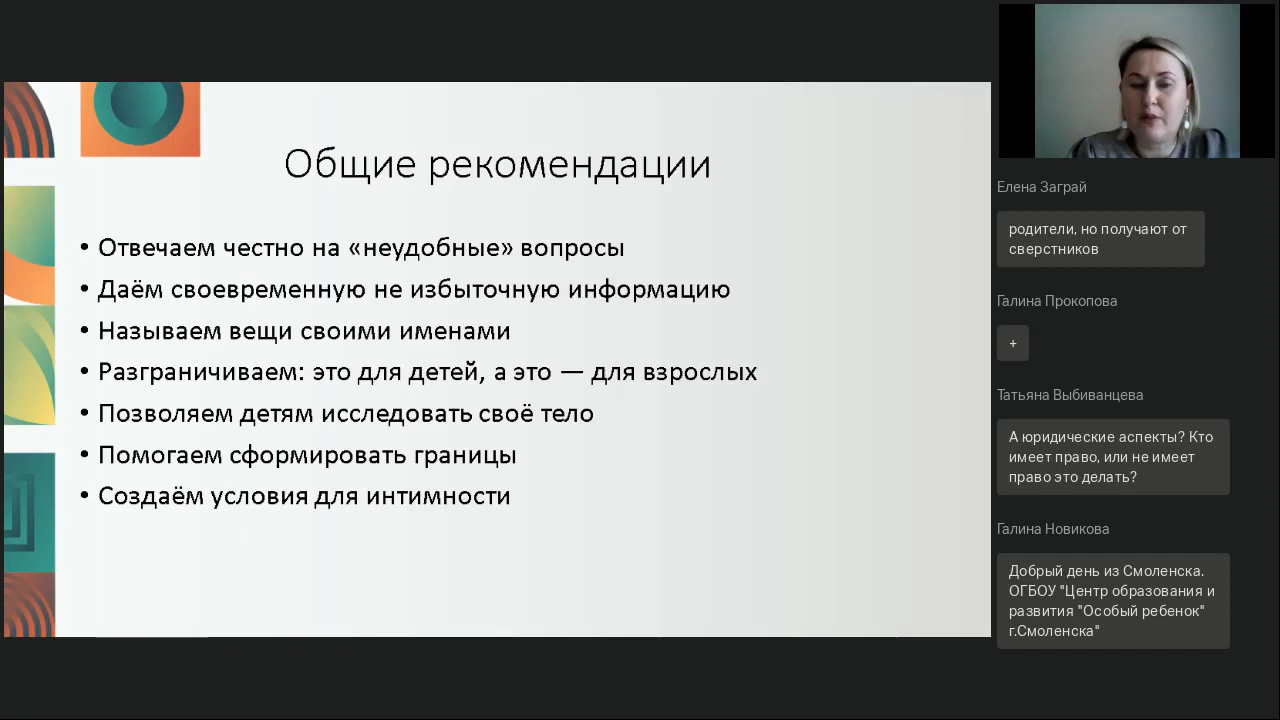 Общие рекомендации
• Отвечаем честно на «неудобные» вопросы
• Даём своевременную не избыточную информацию
• Называем вещи своими именами
• Разграничиваем: это для детей, а это — для взрослых
• Позволяем детям исследовать своё тело
• Помогаем сформировать границы
• Создаём условия для интимности
Елена Заграй
родители, но получают от
сверстников
Галина Прокопова
+
Татьяна Выбиванцева
А юридические аспекты? Кто
имеет право, или не имеет
право это делать?
Галина Новикова
Добрый день из Смоленска.
ОГБОУ "Центр образования и
развития "Особый ребенок"
г.Смоленска"